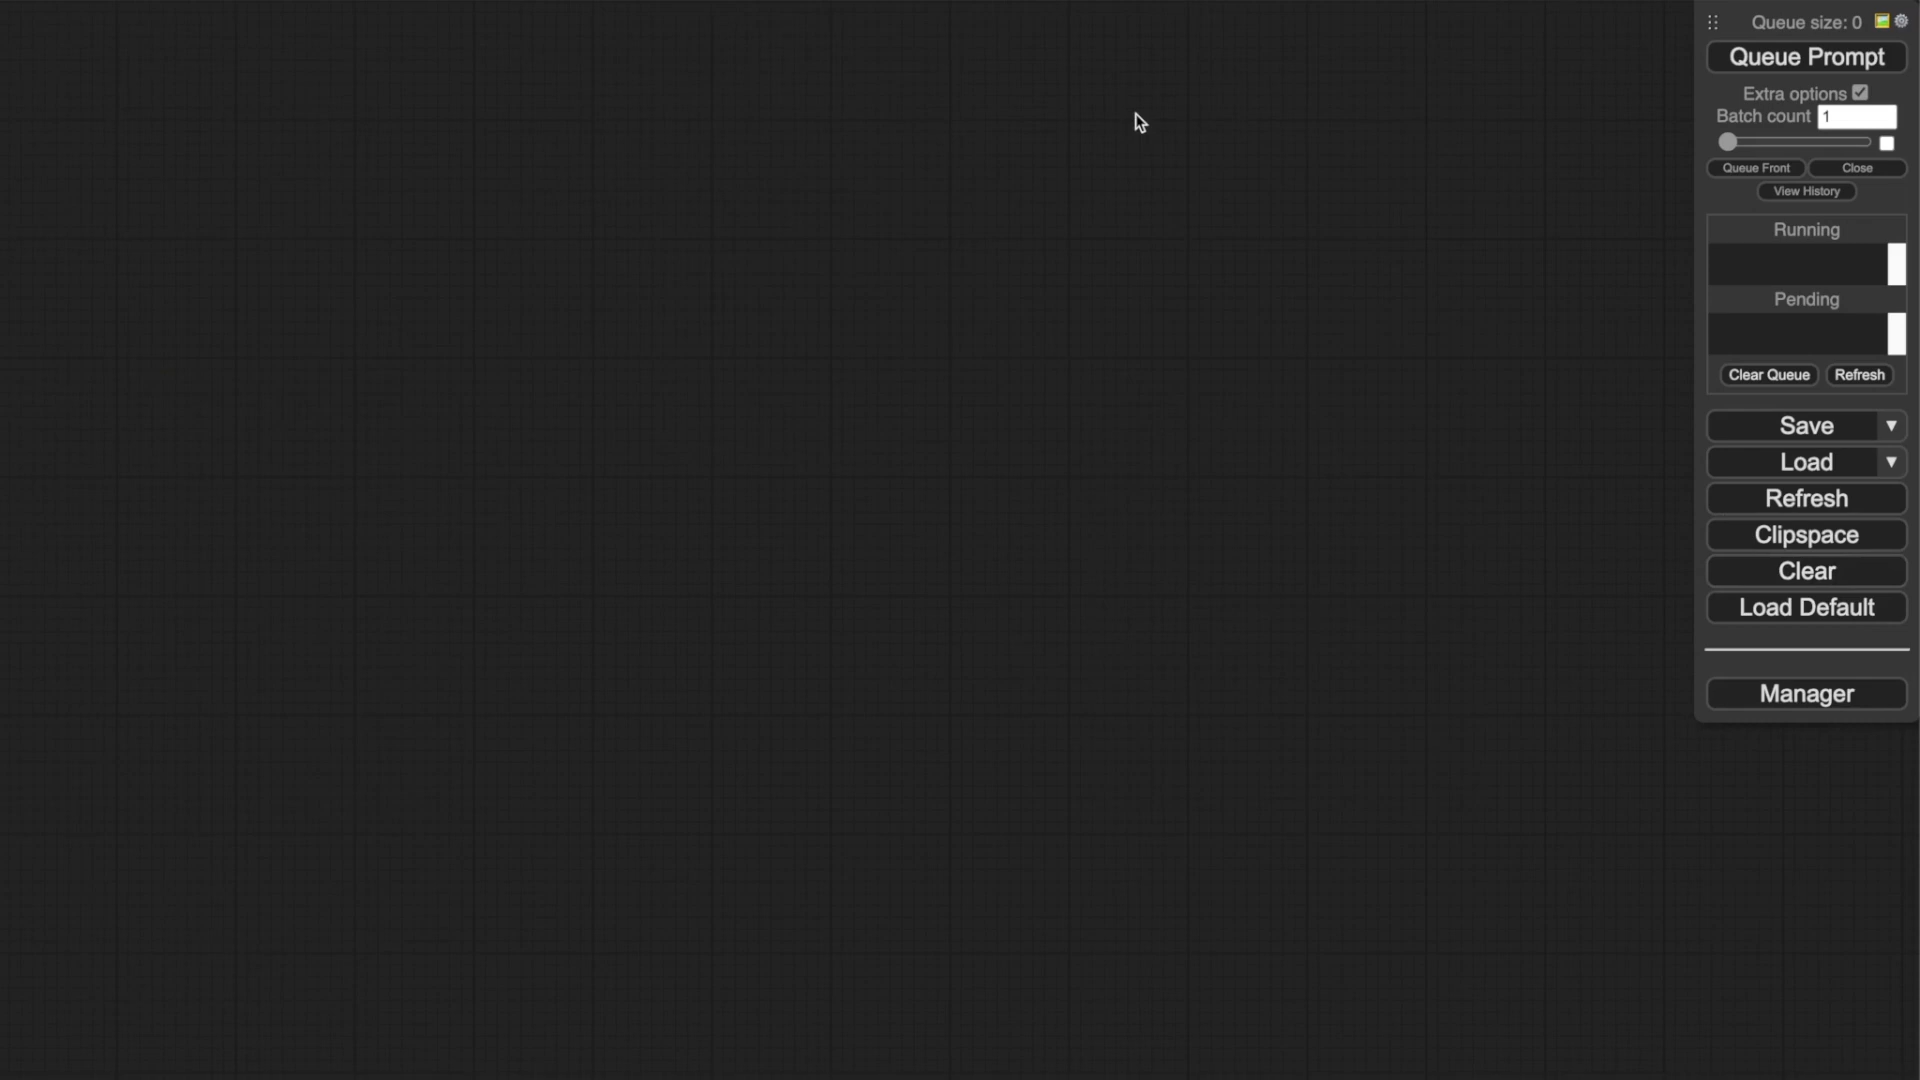 Queue size: 0
Queue Prompt
Extra options
Batch count 1
Queue Front Close
View History
Running
Pending
Clear Queue Refresh
Save ▼
Load ▼
Refresh
Clipspace
Clear
Load Default
Manager